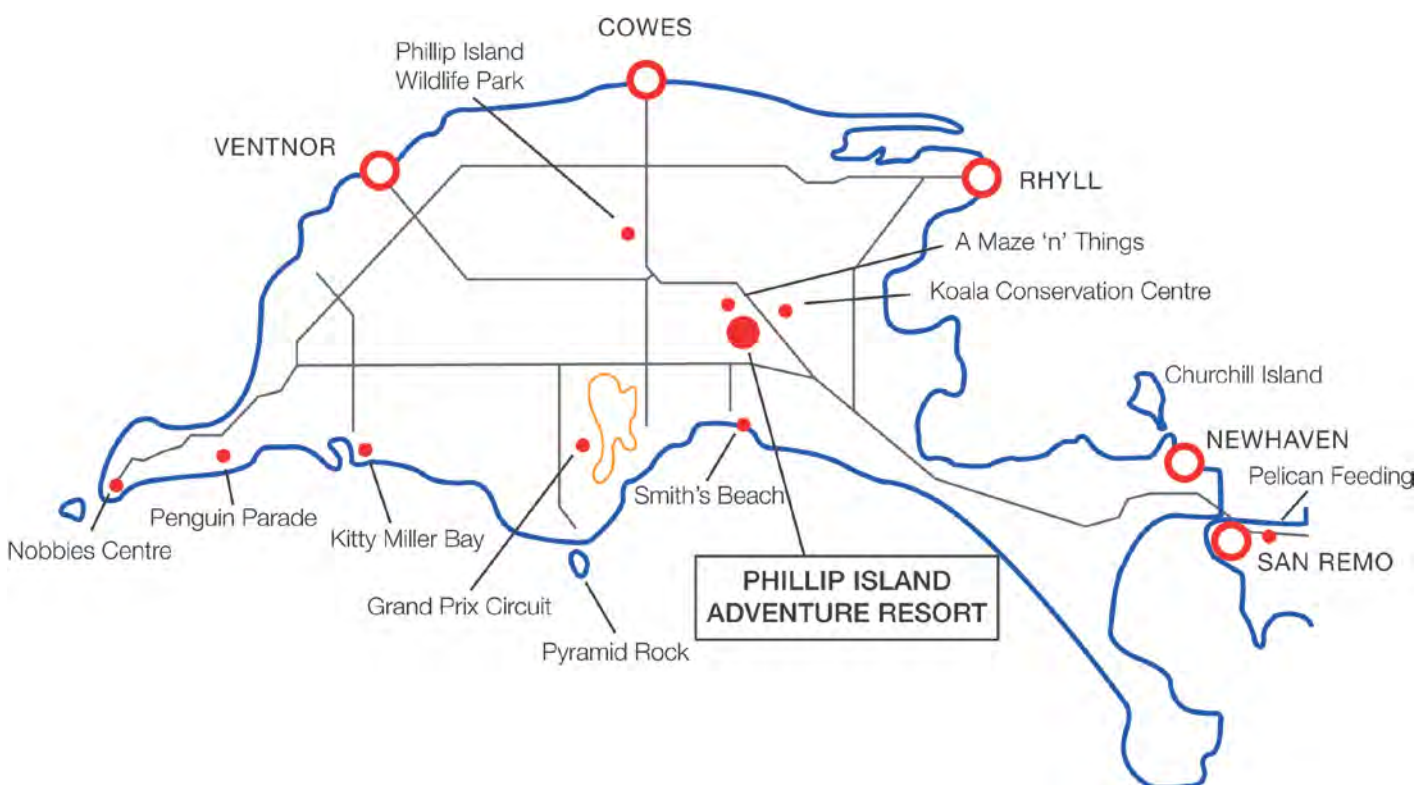 COWES
Phillip Island
Wildlife Park
VENTNOR
RHYLL
A Maze ‘n’ Things
Koala Conservation Centre
Churchill Island
NEWHAVEN
Pelican Feeding
SAN REMO
Smith's Beach
Penguin Parade
Kitty Miller Bay
Nobbies Centre
Grand Prix Circuit
PHILLIP ISLAND
ADVENTURE RESORT
Pyramid Rock